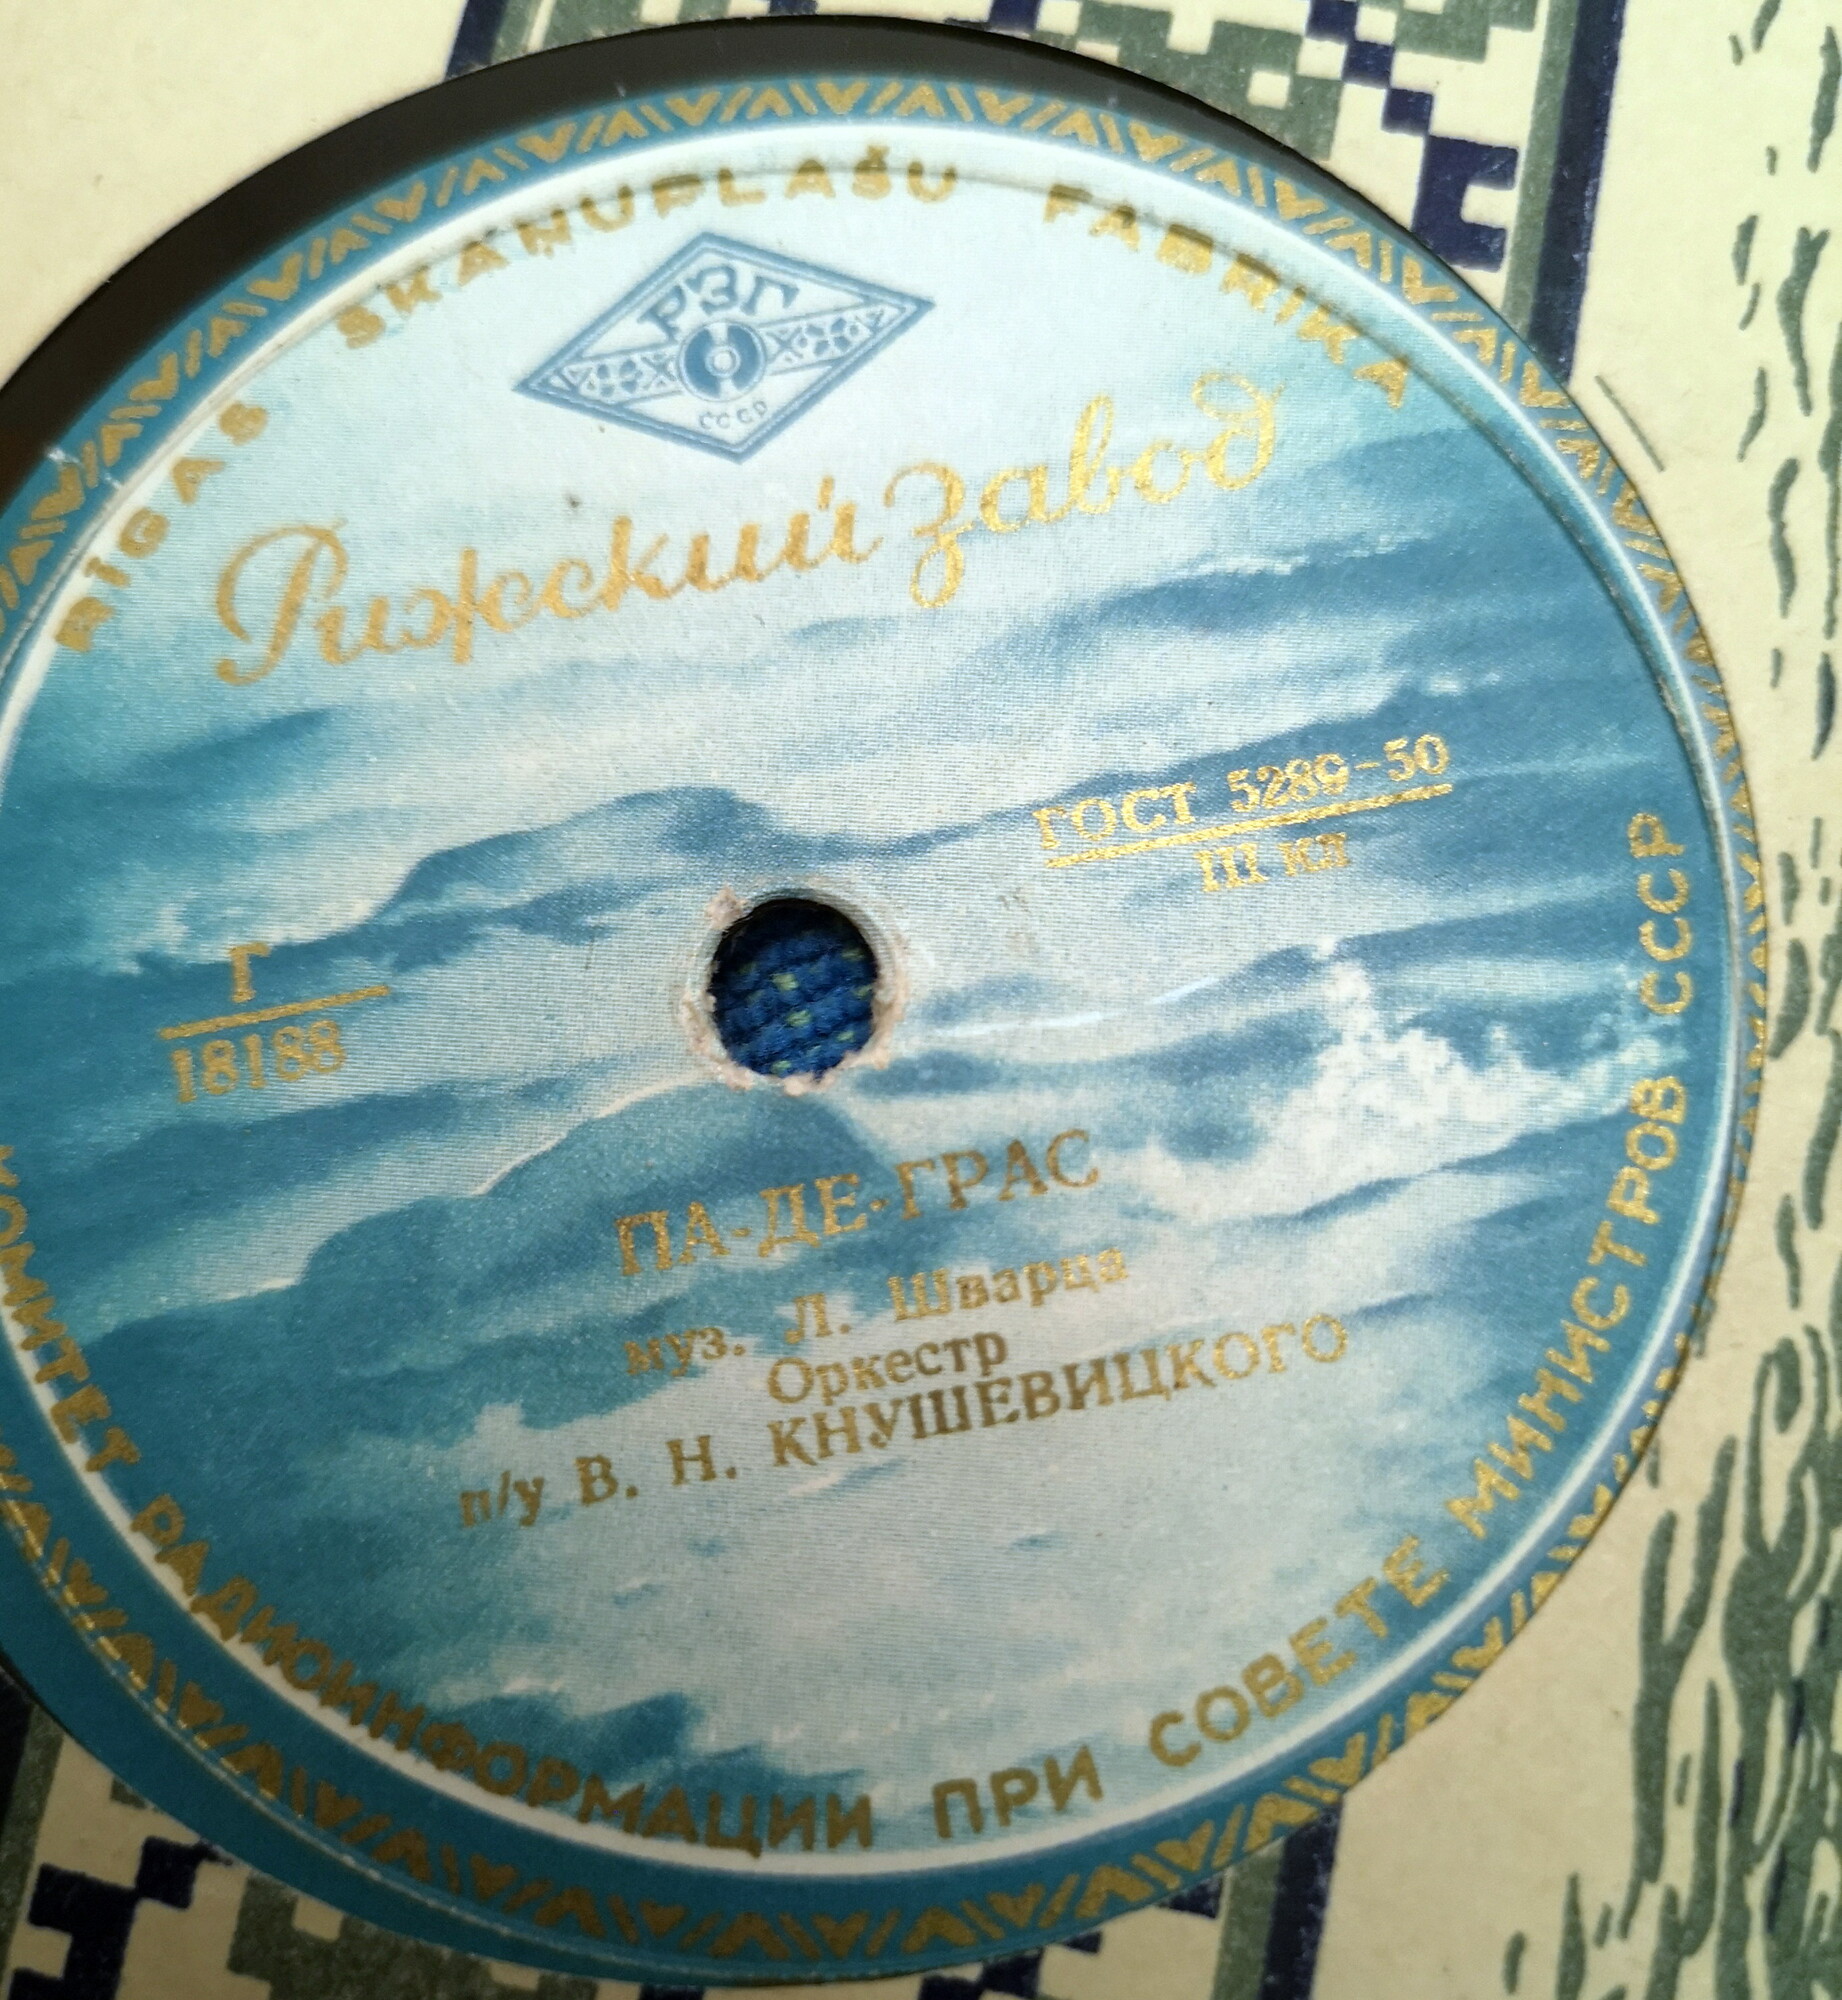 RĪGAS SKAŅUPLAŠU FABRIKA
РЗГ
СССР
Рижский завод
ГОСТ 5289-50
III кл
Г
18188
ПА-ДЕ-ГРАС
муз. Л. Шварца
Оркестр
п/у В. Н. КНУШЕВИЦКОГО
КОМИТЕТ РАДИОИНФОРМАЦИИ ПРИ СОВЕТЕ МИНИСТРОВ СССР